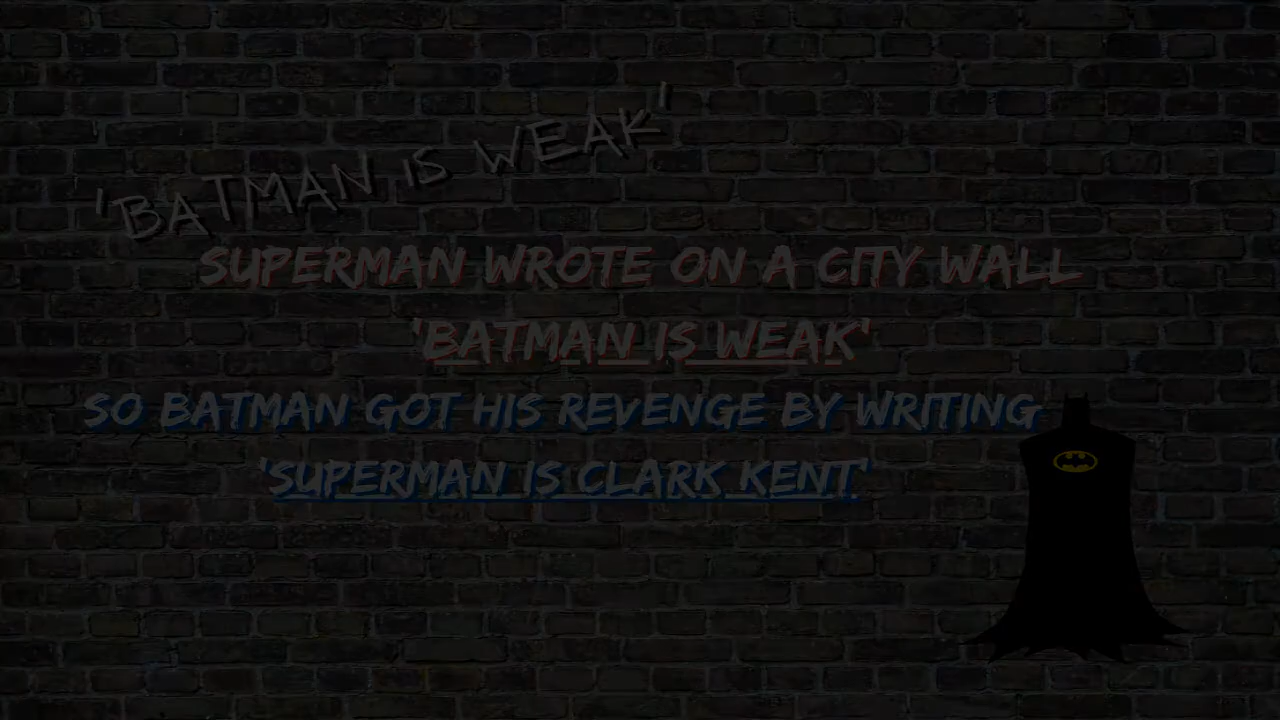 'BATMAN IS WEAK'
SUPERMAN WROTE ON A CITY WALL
'BATMAN IS WEAK'
SO BATMAN GOT HIS REVENGE BY WRITING
'SUPERMAN IS CLARK KENT'